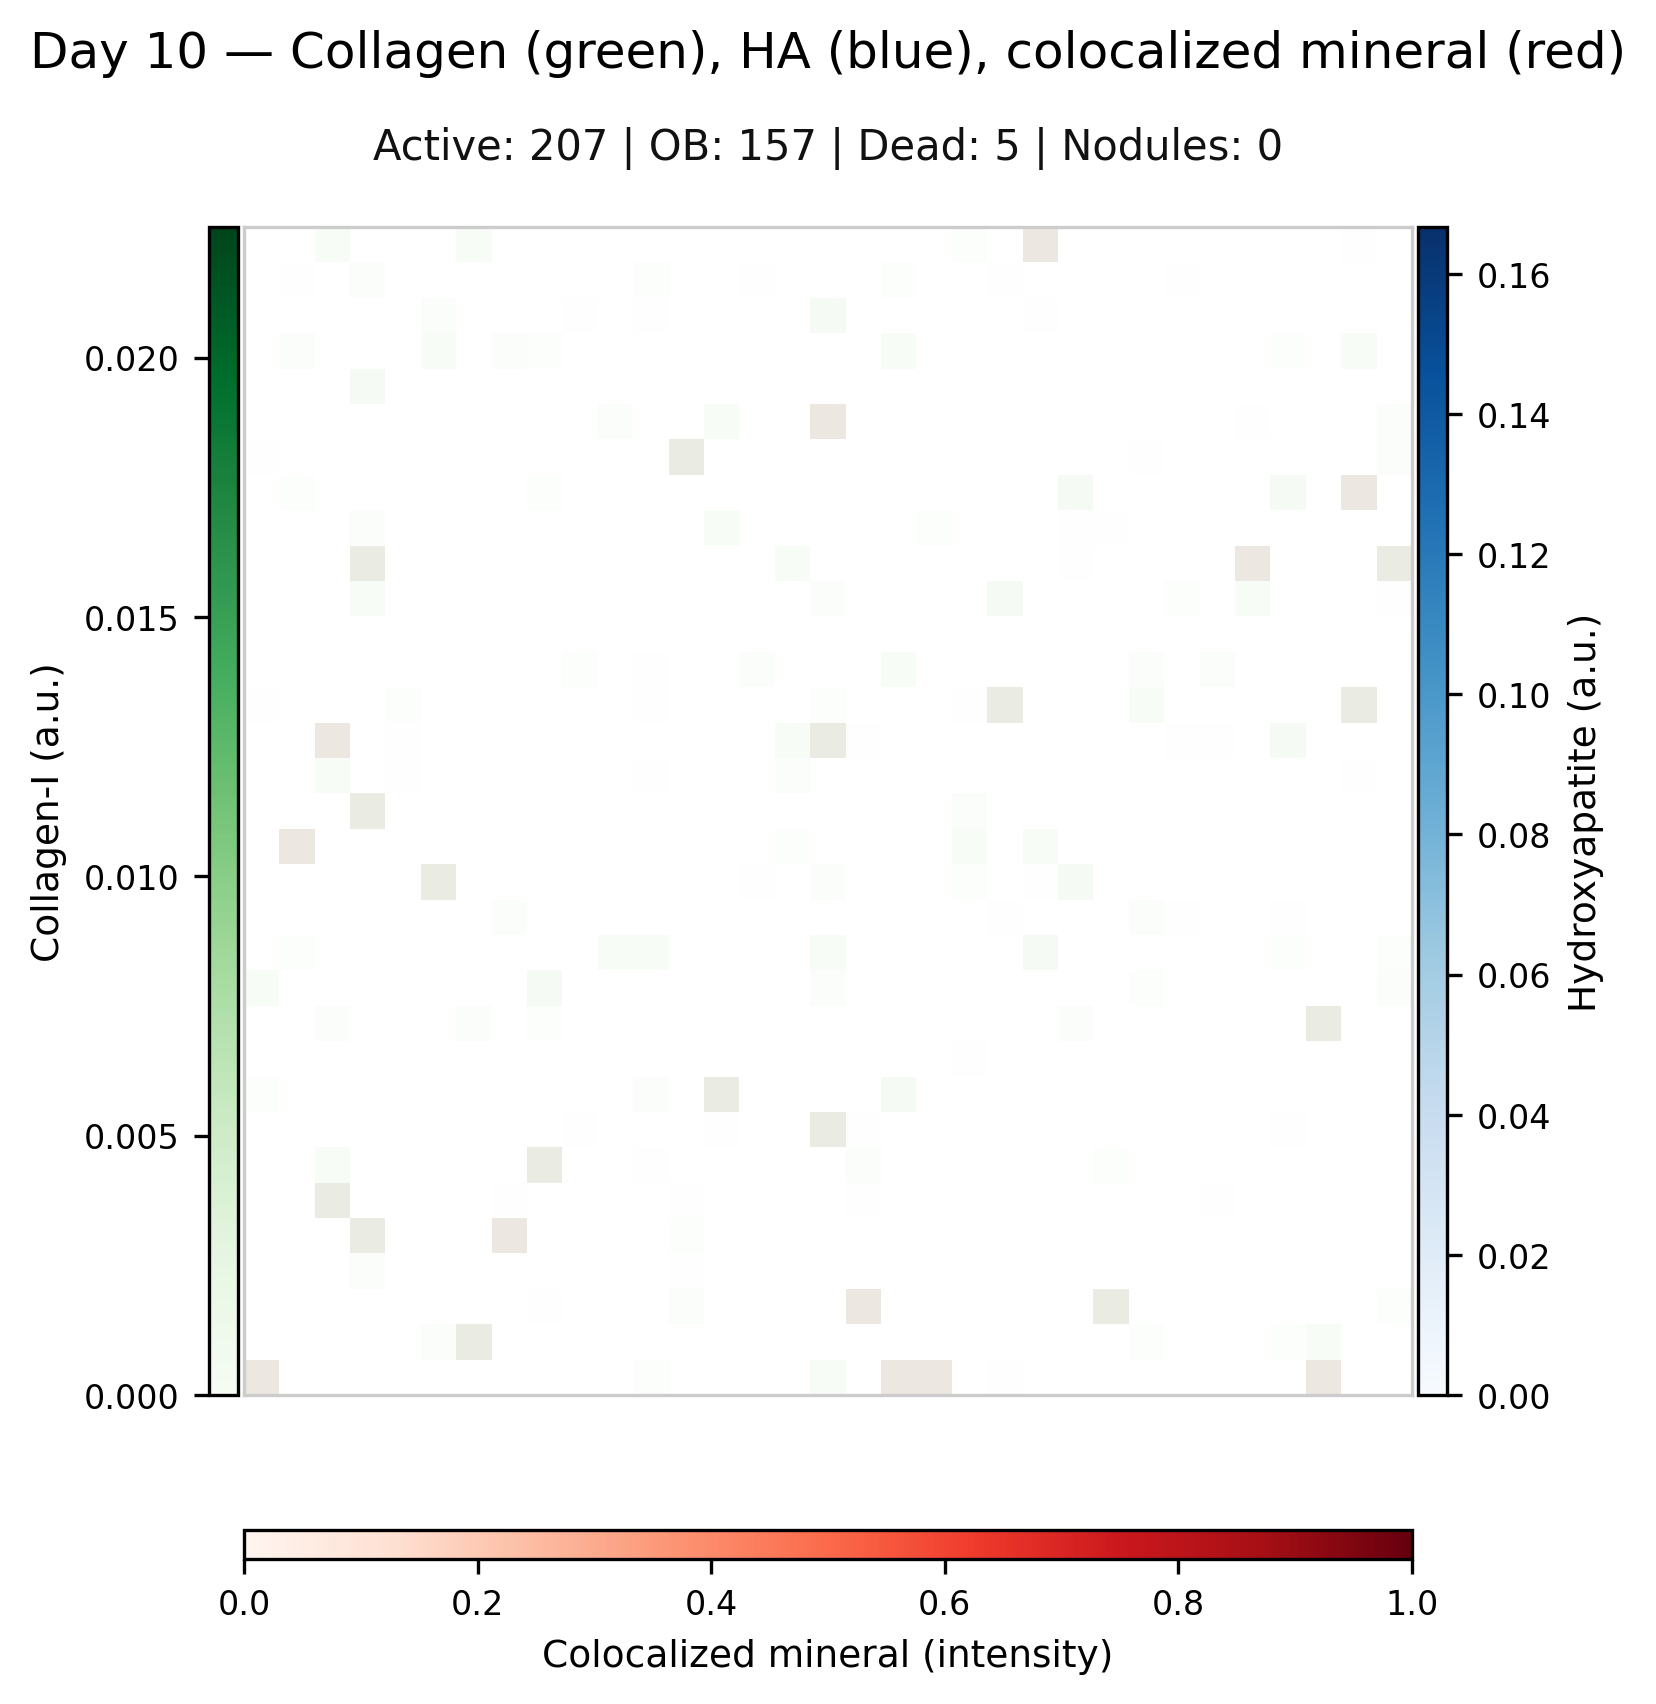 Day 10 — Collagen (green), HA (blue), colocalized mineral (red)
Active: 207 | OB: 157 | Dead: 5 | Nodules: 0
0.020
0.015
0.010
0.005
0.000
Collagen-I (a.u.)
0.16
0.14
0.12
0.10
0.08
0.06
0.04
0.02
0.00
Hydroxyapatite (a.u.)
0.0 0.2 0.4 0.6 0.8 1.0
Colocalized mineral (intensity)